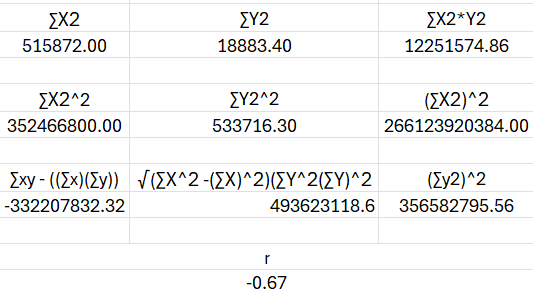 ∑X2 ∑Y2 ∑X2*Y2
515872.00 18883.40 12251574.86
∑X2^2 ∑Y2^2 (∑X2)^2
352466800.00 533716.30 266123920384.00
∑xy - ((∑x)(∑y)) √(∑X^2 -(∑X)^2)(∑Y^2(∑Y)^2 (∑y2)^2
-332207832.32 493623118.6 356582795.56
r
-0.67